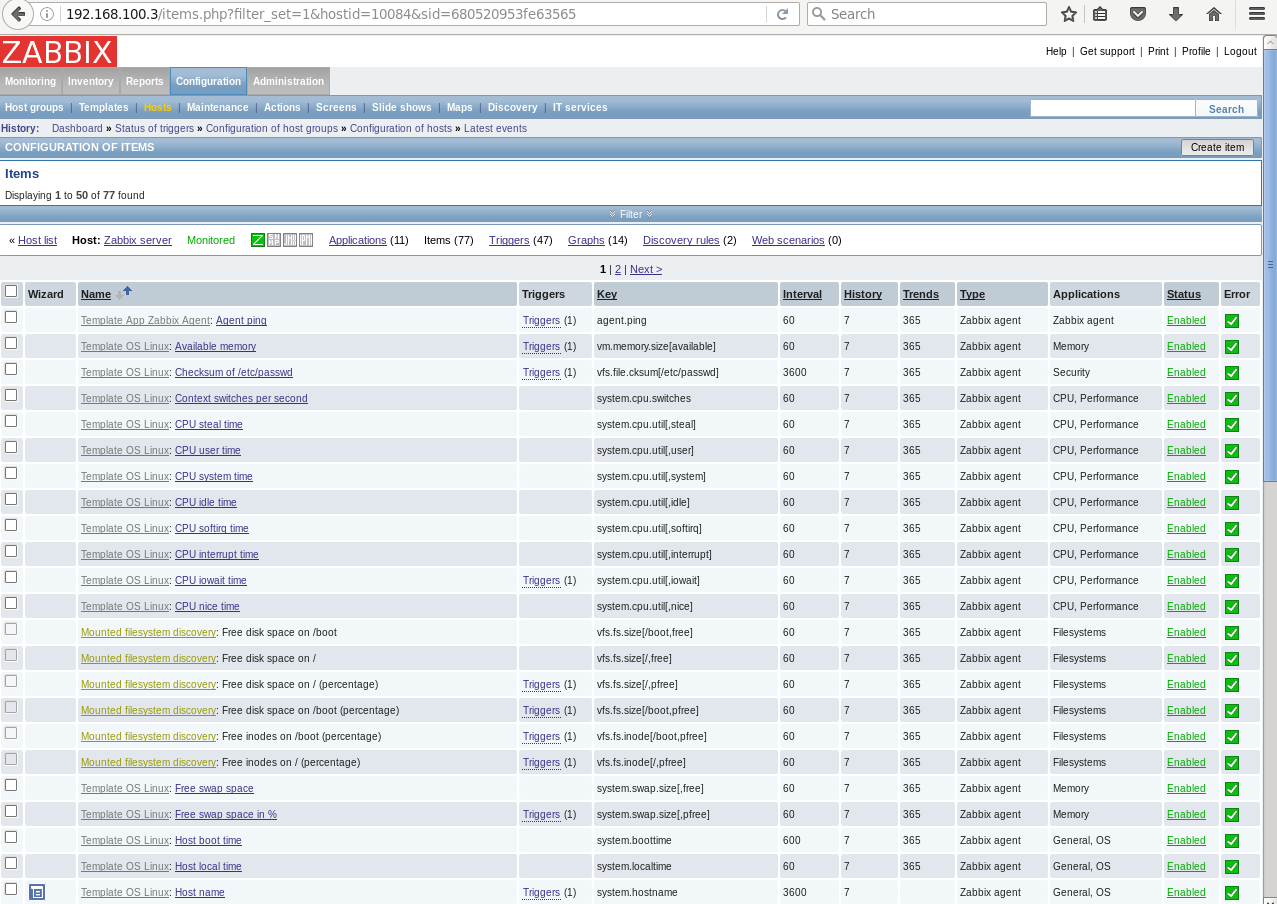 192.168.100.3/items.php?filter_set=1&hostid=10084&sid=680520953fe63565 Search
ZABBIX
Help | Get support | Print | Profile | Logout
Monitoring Inventory Reports Configuration Administration
Host groups | Templates | Hosts | Maintenance | Actions | Screens | Slide shows | Maps | Discovery | IT services Search
History: Dashboard » Status of triggers » Configuration of host groups » Configuration of hosts » Latest events
CONFIGURATION OF ITEMS Create item
Items
Displaying 1 to 50 of 77 found
Filter
« Host list Host: Zabbix server Monitored Z Applications (11) Items (77) Triggers (47) Graphs (14) Discovery rules (2) Web scenarios (0)
1 | 2 | Next >
Wizard Name Triggers Key Interval History Trends Type Applications Status Error
Template App Zabbix Agent: Agent ping Triggers (1) agent.ping 60 7 365 Zabbix agent Zabbix agent Enabled
Template OS Linux: Available memory Triggers (1) vm.memory.size[available] 60 7 365 Zabbix agent Memory Enabled
Template OS Linux: Checksum of /etc/passwd Triggers (1) vfs.file.cksum[/etc/passwd] 3600 7 365 Zabbix agent Security Enabled
Template OS Linux: Context switches per second system.cpu.switches 60 7 365 Zabbix agent CPU, Performance Enabled
Template OS Linux: CPU steal time system.cpu.util[,steal] 60 7 365 Zabbix agent CPU, Performance Enabled
Template OS Linux: CPU user time system.cpu.util[,user] 60 7 365 Zabbix agent CPU, Performance Enabled
Template OS Linux: CPU system time system.cpu.util[,system] 60 7 365 Zabbix agent CPU, Performance Enabled
Template OS Linux: CPU idle time system.cpu.util[,idle] 60 7 365 Zabbix agent CPU, Performance Enabled
Template OS Linux: CPU softirq time system.cpu.util[,softirq] 60 7 365 Zabbix agent CPU, Performance Enabled
Template OS Linux: CPU interrupt time system.cpu.util[,interrupt] 60 7 365 Zabbix agent CPU, Performance Enabled
Template OS Linux: CPU iowait time Triggers (1) system.cpu.util[,iowait] 60 7 365 Zabbix agent CPU, Performance Enabled
Template OS Linux: CPU nice time system.cpu.util[,nice] 60 7 365 Zabbix agent CPU, Performance Enabled
Mounted filesystem discovery: Free disk space on /boot vfs.fs.size[/boot,free] 60 7 365 Zabbix agent Filesystems Enabled
Mounted filesystem discovery: Free disk space on / vfs.fs.size[/,free] 60 7 365 Zabbix agent Filesystems Enabled
Mounted filesystem discovery: Free disk space on / (percentage) Triggers (1) vfs.fs.size[/,pfree] 60 7 365 Zabbix agent Filesystems Enabled
Mounted filesystem discovery: Free disk space on /boot (percentage) Triggers (1) vfs.fs.size[/boot,pfree] 60 7 365 Zabbix agent Filesystems Enabled
Mounted filesystem discovery: Free inodes on /boot (percentage) Triggers (1) vfs.fs.inode[/boot,pfree] 60 7 365 Zabbix agent Filesystems Enabled
Mounted filesystem discovery: Free inodes on / (percentage) Triggers (1) vfs.fs.inode[/,pfree] 60 7 365 Zabbix agent Filesystems Enabled
Template OS Linux: Free swap space system.swap.size[,free] 60 7 365 Zabbix agent Memory Enabled
Template OS Linux: Free swap space in % Triggers (1) system.swap.size[,pfree] 60 7 365 Zabbix agent Memory Enabled
Template OS Linux: Host boot time system.boottime 600 7 365 Zabbix agent General, OS Enabled
Template OS Linux: Host local time system.localtime 60 7 365 Zabbix agent General, OS Enabled
Template OS Linux: Host name Triggers (1) system.hostname 3600 7 Zabbix agent General, OS Enabled